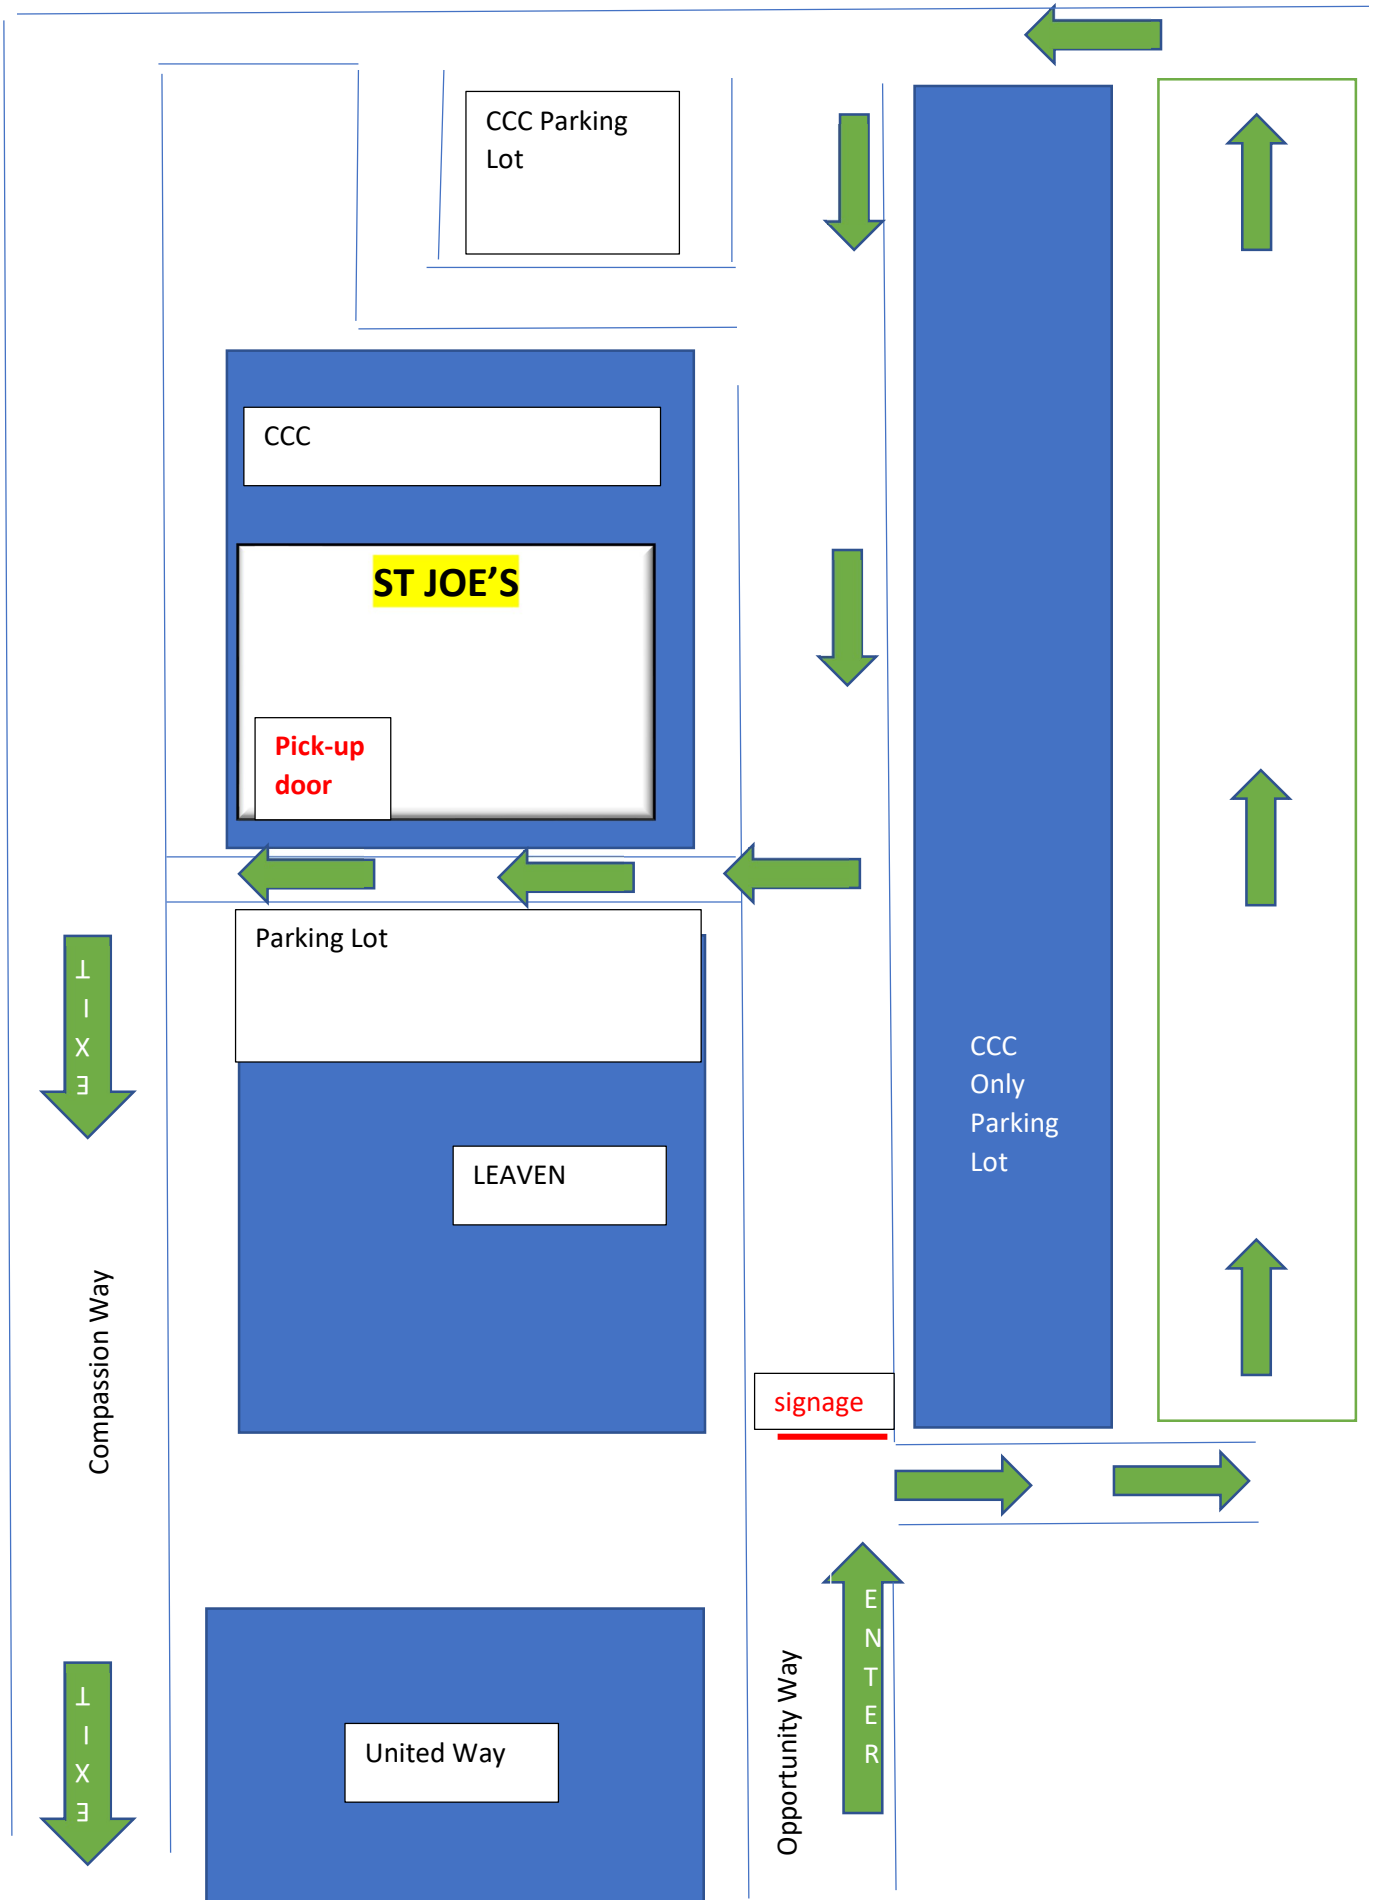 CCC Parking
Lot
CCC
ST JOE’S
Pick-up
door
Parking Lot
EXIT
CCC
Only
Parking
Lot
LEAVEN
Compassion Way
signage
ENTER
EXIT
United Way
Opportunity Way